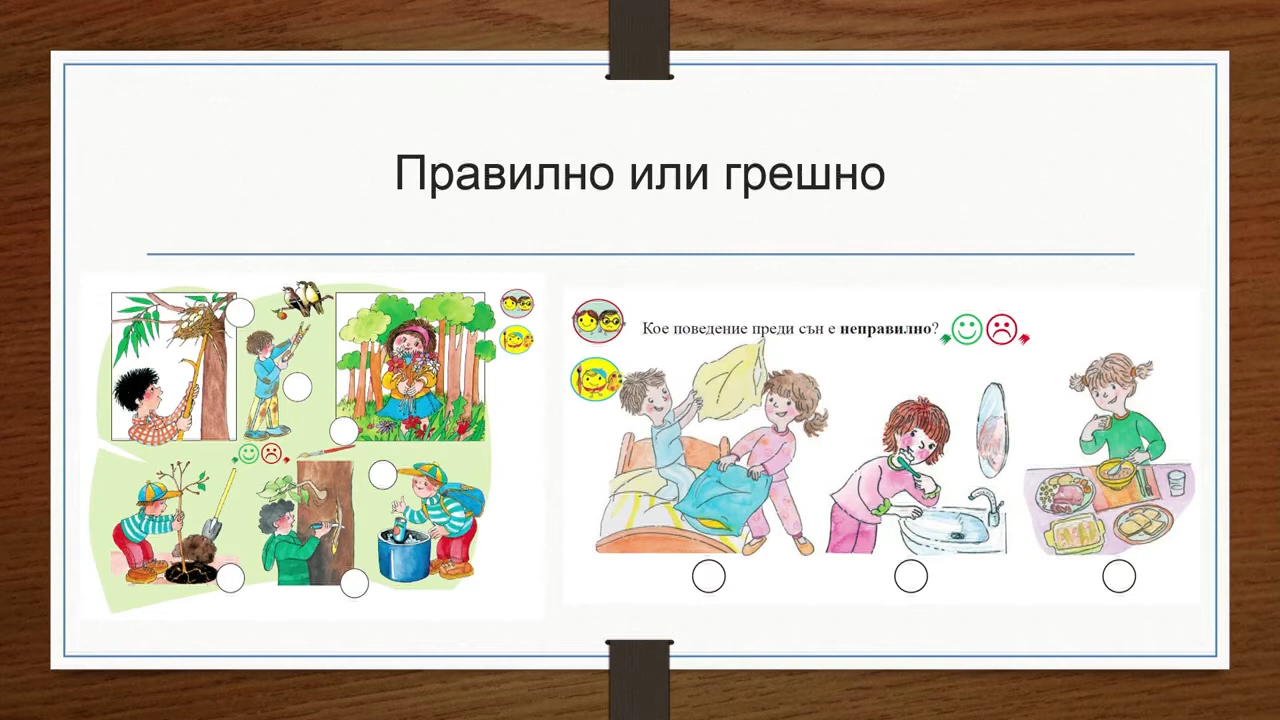 Правилно или грешно
Кое поведение преди сън е неправилно?